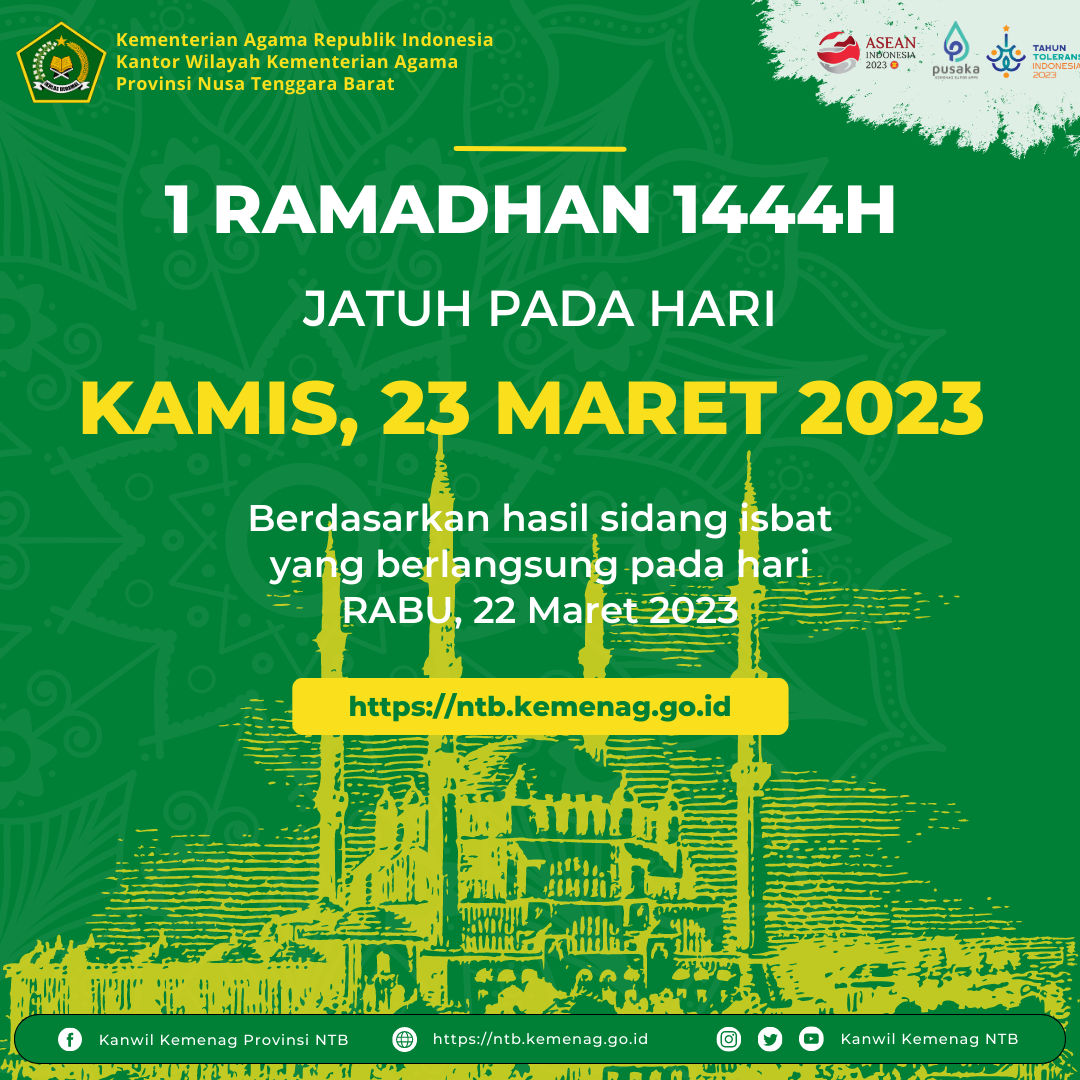 Kementerian Agama Republik Indonesia
Kantor Wilayah Kementerian Agama
Provinsi Nusa Tenggara Barat
ASEAN
INDONESIA
2023
pusaka
TAHUN
TOLERANSI
INDONESIA
2023
1 RAMADHAN 1444H
JATUH PADA HARI
KAMIS, 23 MARET 2023
Berdasarkan hasil sidang isbat
yang berlangsung pada hari
RABU, 22 Maret 2023
https://ntb.kemenag.go.id
Kanwil Kemenag Provinsi NTB
https://ntb.kemenag.go.id
Kanwil Kemenag NTB